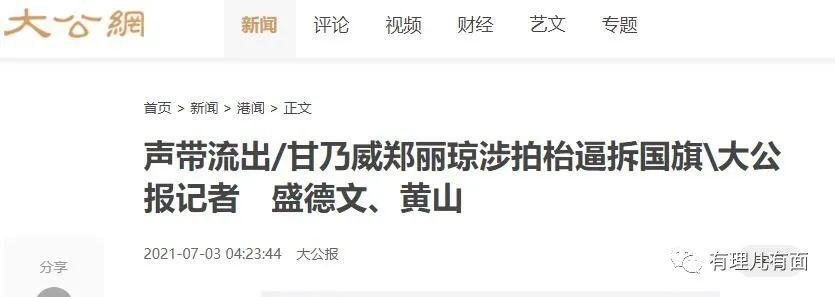 大公網
新闻 评论 视频 财经 艺文 专题
首页 > 新闻 > 港闻 > 正文
声带流出/甘乃威郑丽琼涉拍枱逼拆国旗\大公
报记者 盛德文、黄山
2021-07-03 04:23:44 大公报
分享
有理儿有面